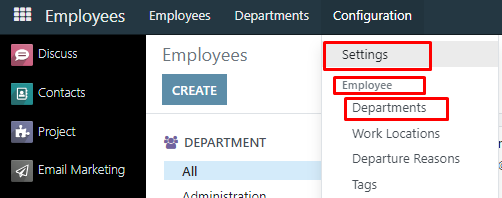 Employees Employees Departments Configuration
Discuss
Contacts
Project
Email Marketing
Employees
CREATE
DEPARTMENT
All
Administration
Settings
Employee
Departments
Work Locations
Departure Reasons
Tags